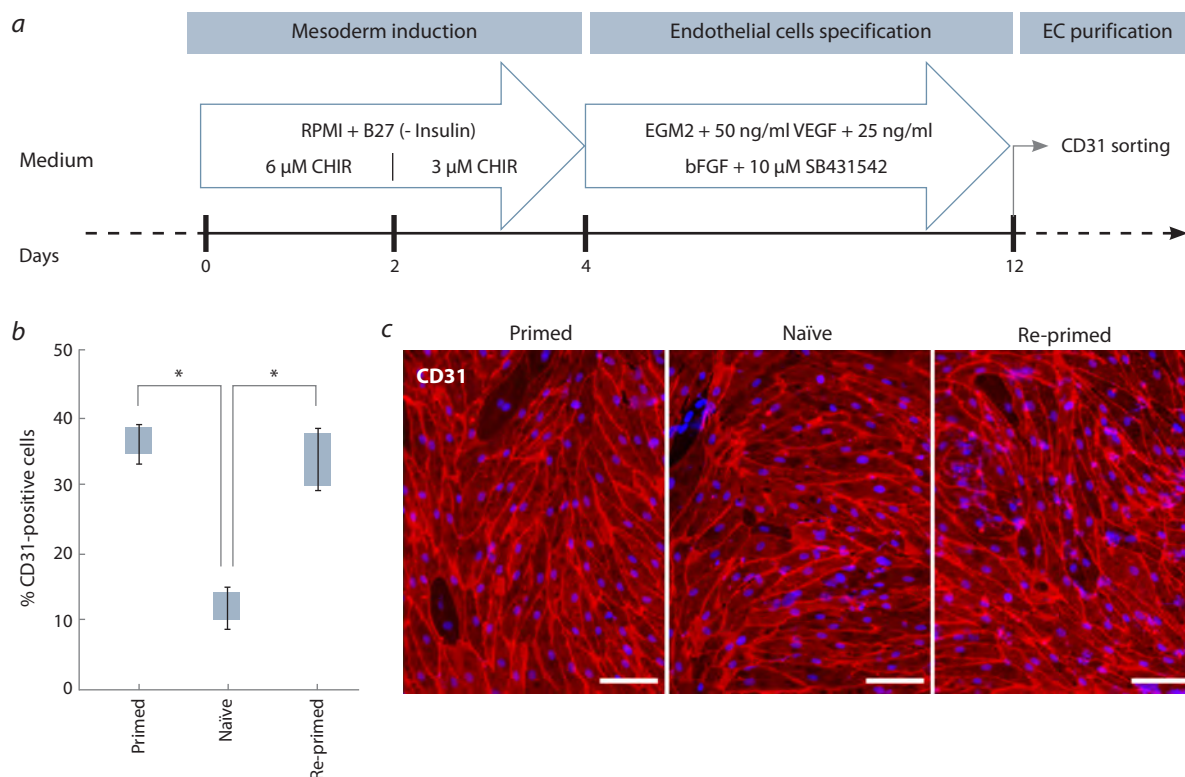 a
Mesoderm induction
Endothelial cells specification
EC purification
Medium
RPMI + B27 (- Insulin)
6 μM CHIR
3 μM CHIR
EGM2 + 50 ng/ml VEGF + 25 ng/ml
bFGF + 10 μM SB431542
CD31 sorting
Days
0
2
4
12
b
% CD31-positive cells
50
40
30
20
10
0
*
*
Primed
Naïve
Re-primed
c
Primed
Naïve
Re-primed
CD31